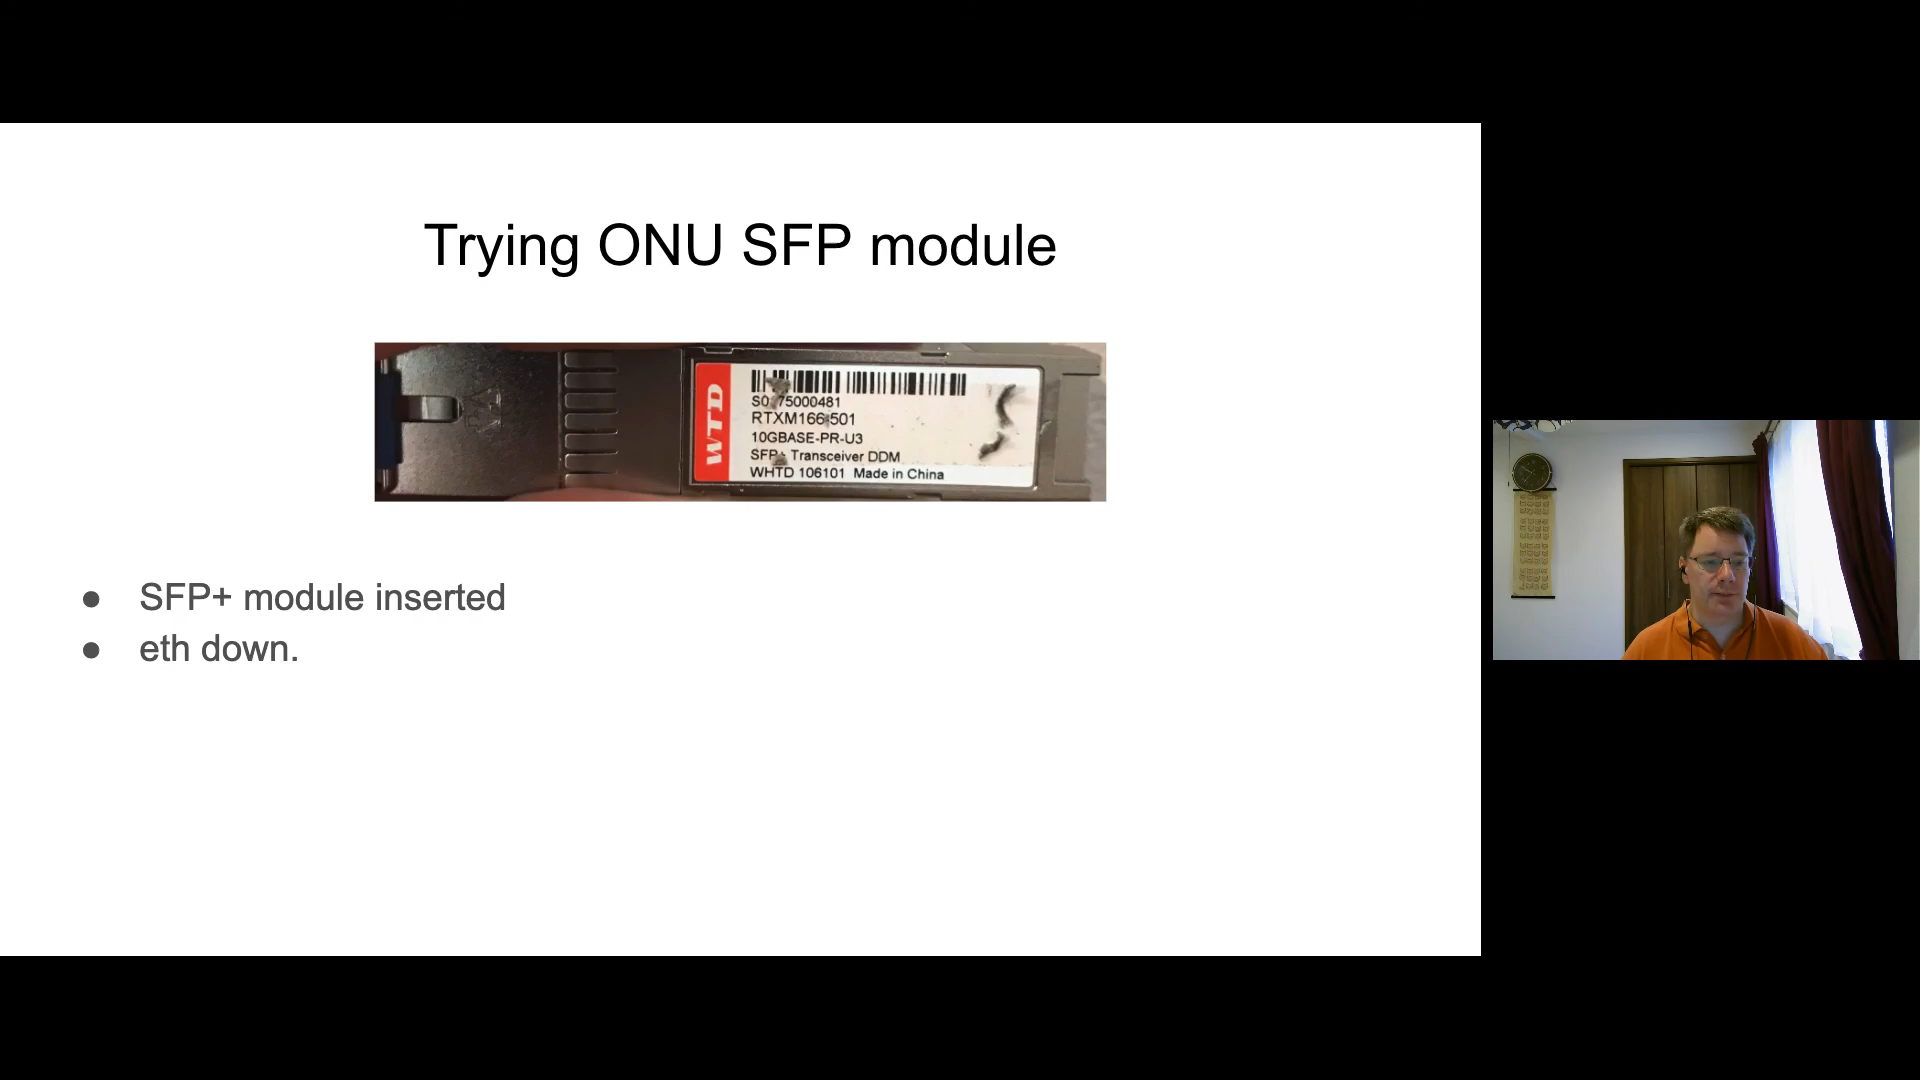 Trying ONU SFP module
WTD
75000481
RTXM166-501
10GBASE-PR-U3
SFP+ Transceiver DDM
WHTD 106101 Made in China
● SFP+ module inserted
● eth down.